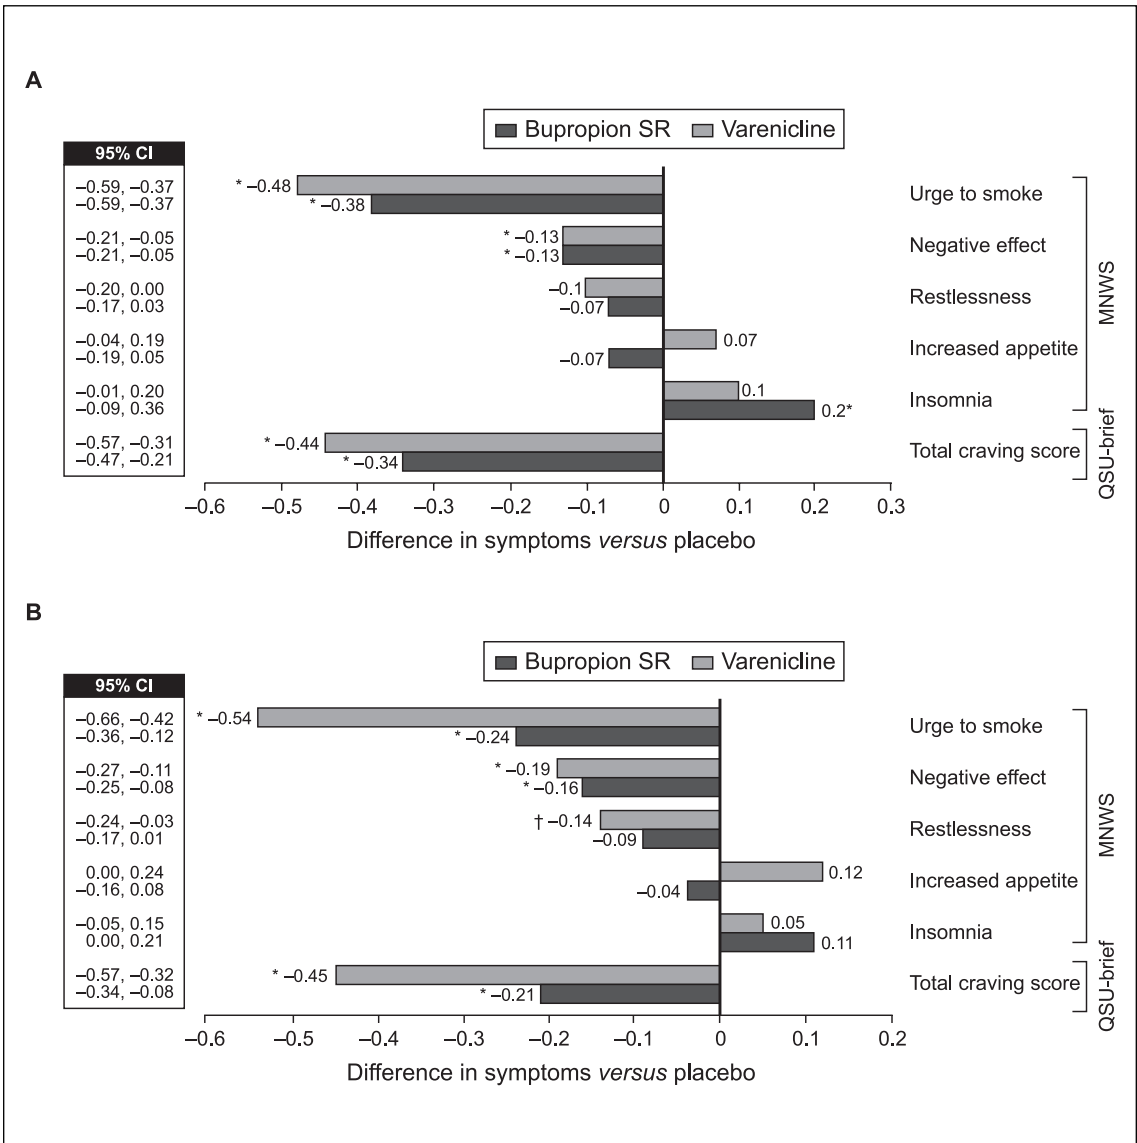 A
Bupropion SR Varenicline
95% CI
–0.59, –0.37
–0.59, –0.37
–0.21, –0.05
–0.21, –0.05
–0.20, 0.00
–0.17, 0.03
–0.04, 0.19
–0.19, 0.05
–0.01, 0.20
–0.09, 0.36
–0.57, –0.31
–0.47, –0.21
* –0.48
* –0.38
* –0.13
* –0.13
–0.1
–0.07
0.07
–0.07
0.1
0.2*
* –0.44
* –0.34
Urge to smoke
Negative effect
Restlessness
Increased appetite
Insomnia
Total craving score
MNWS
QSU-brief
–0.6 –0.5 –0.4 –0.3 –0.2 –0.1 0 0.1 0.2 0.3
Difference in symptoms versus placebo
B
Bupropion SR Varenicline
95% CI
–0.66, –0.42
–0.36, –0.12
–0.27, –0.11
–0.25, –0.08
–0.24, –0.03
–0.17, 0.01
0.00, 0.24
–0.16, 0.08
–0.05, 0.15
0.00, 0.21
–0.57, –0.32
–0.34, –0.08
* –0.54
* –0.24
* –0.19
* –0.16
† –0.14
–0.09
0.12
–0.04
0.05
0.11
* –0.45
* –0.21
Urge to smoke
Negative effect
Restlessness
Increased appetite
Insomnia
Total craving score
MNWS
QSU-brief
–0.6 –0.5 –0.4 –0.3 –0.2 –0.1 0 0.1 0.2
Difference in symptoms versus placebo